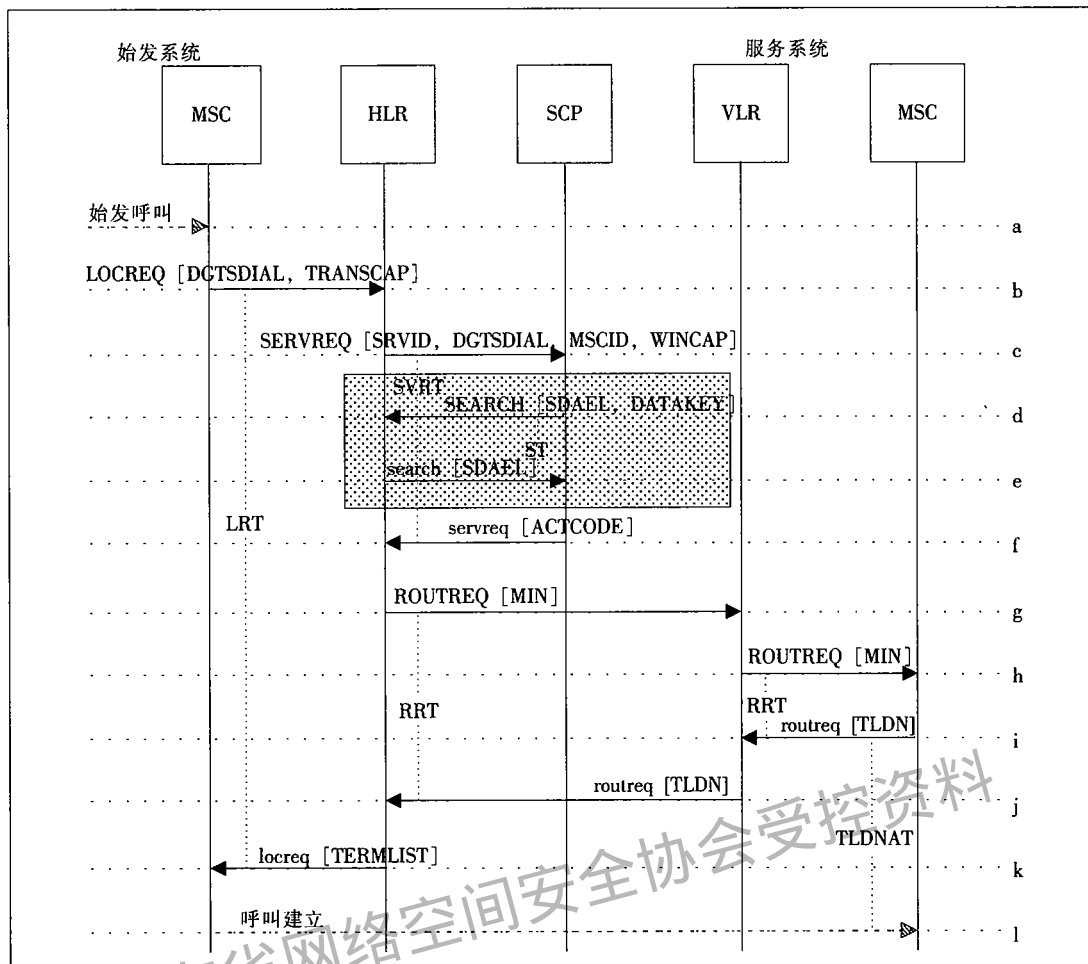 始发系统
服务系统
MSC
HLR
SCP
VLR
MSC
始发呼叫
a
LOCREQ [DGTSDIAL, TRANSCAP]
b
SERVREQ [SRVID, DGTSDIAL, MSCID, WINCAP]
c
SVRT
SEARCH [SDAEL, DATAKEY]
d
ST
search [SDAEL]
e
LRT
servreq [ACTCODE]
f
ROUTREQ [MIN]
g
ROUTREQ [MIN]
h
RRT
RRT
routreq [TLDN]
i
routreq [TLDN]
j
TLDNAT
locreq [TERMLIST]
k
呼叫建立
l
省网络空间安全协会受控资料